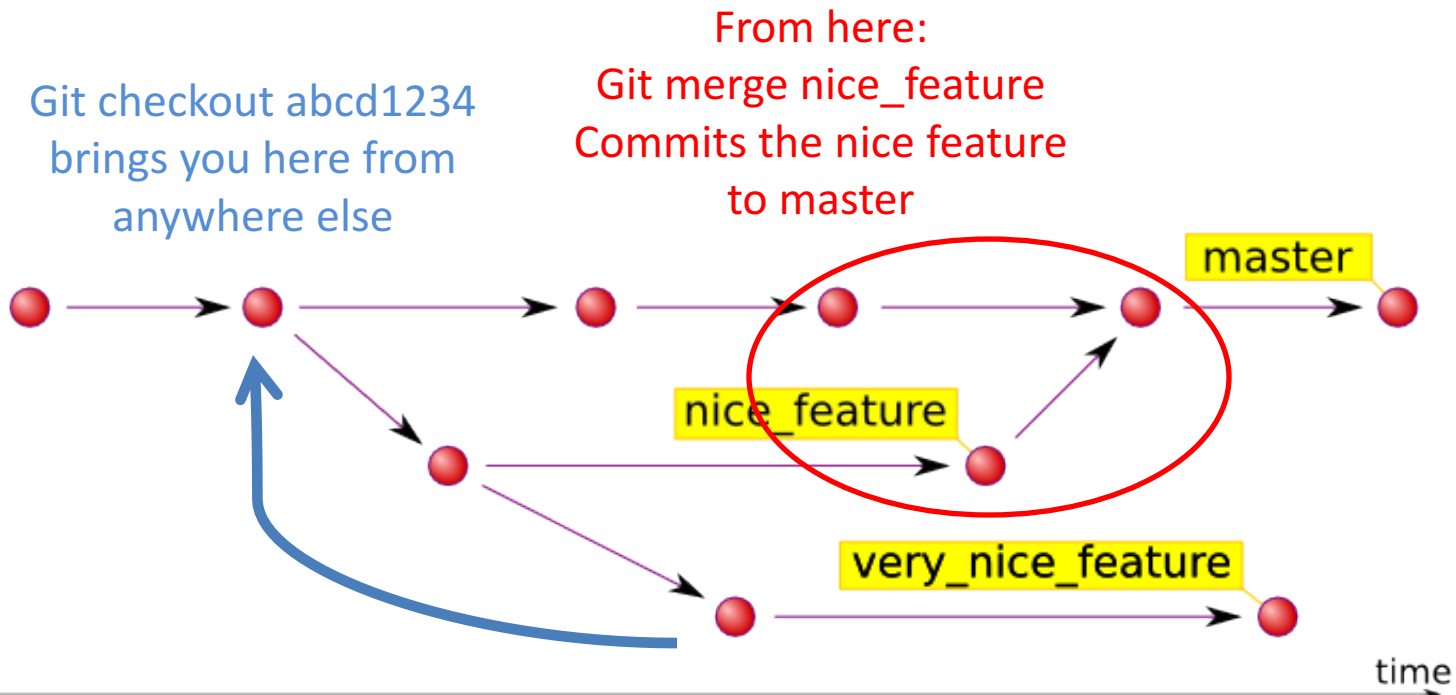 From here:
Git merge nice_feature
Commits the nice feature
to master
Git checkout abcd1234
brings you here from
anywhere else
master
nice_feature
very_nice_feature
time